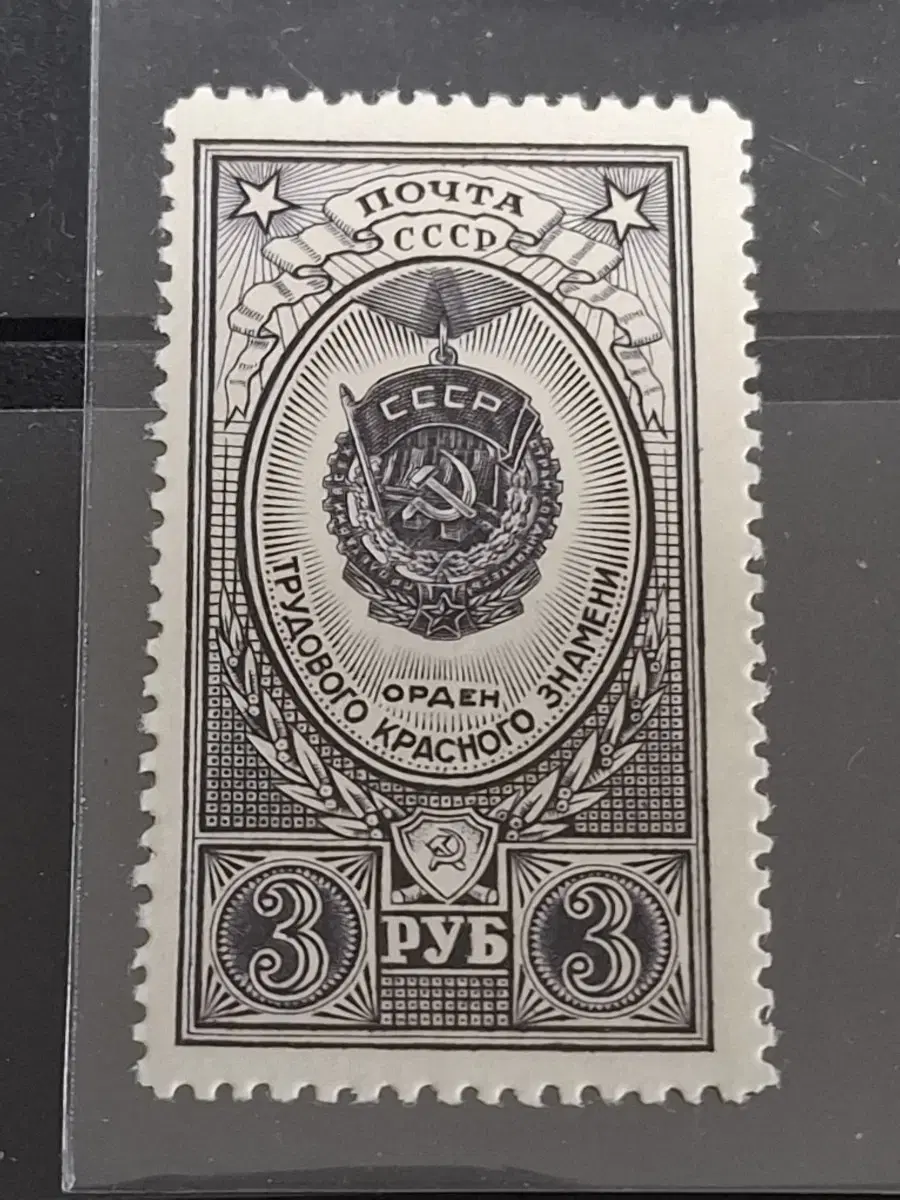 ПОЧТА
СССР
СССР
ОРДЕН
ТРУДОВОГО КРАСНОГО ЗНАМЕНИ
3 РУБ 3